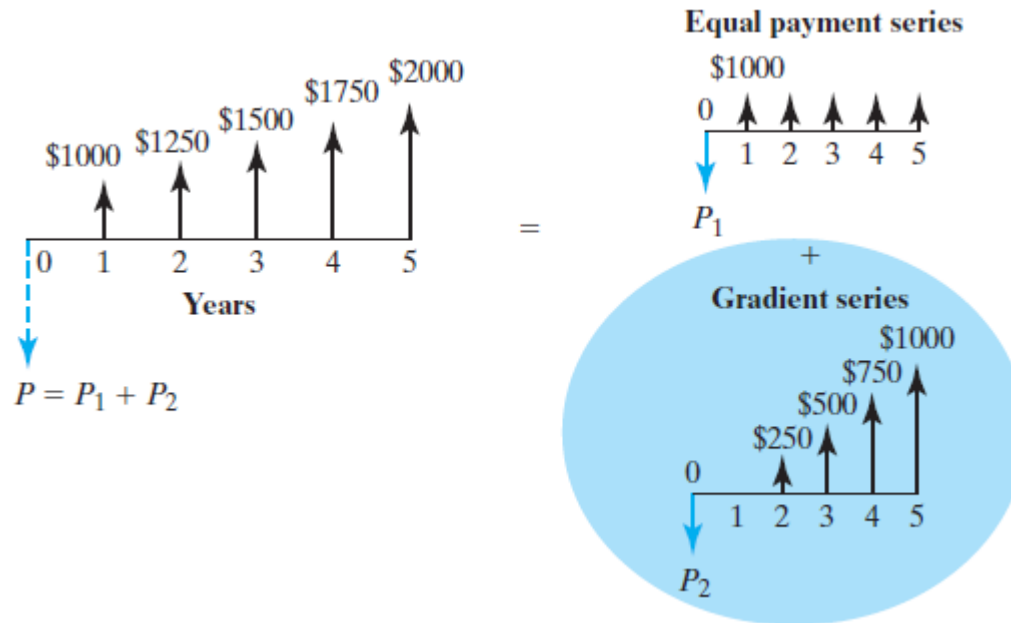 $1000 $1250 $1500 $1750 $2000
0 1 2 3 4 5
Years
P = P₁ + P₂
=
Equal payment series
$1000
0
1 2 3 4 5
P₁
+
Gradient series
$1000
$750
$500
$250
0
1 2 3 4 5
P₂